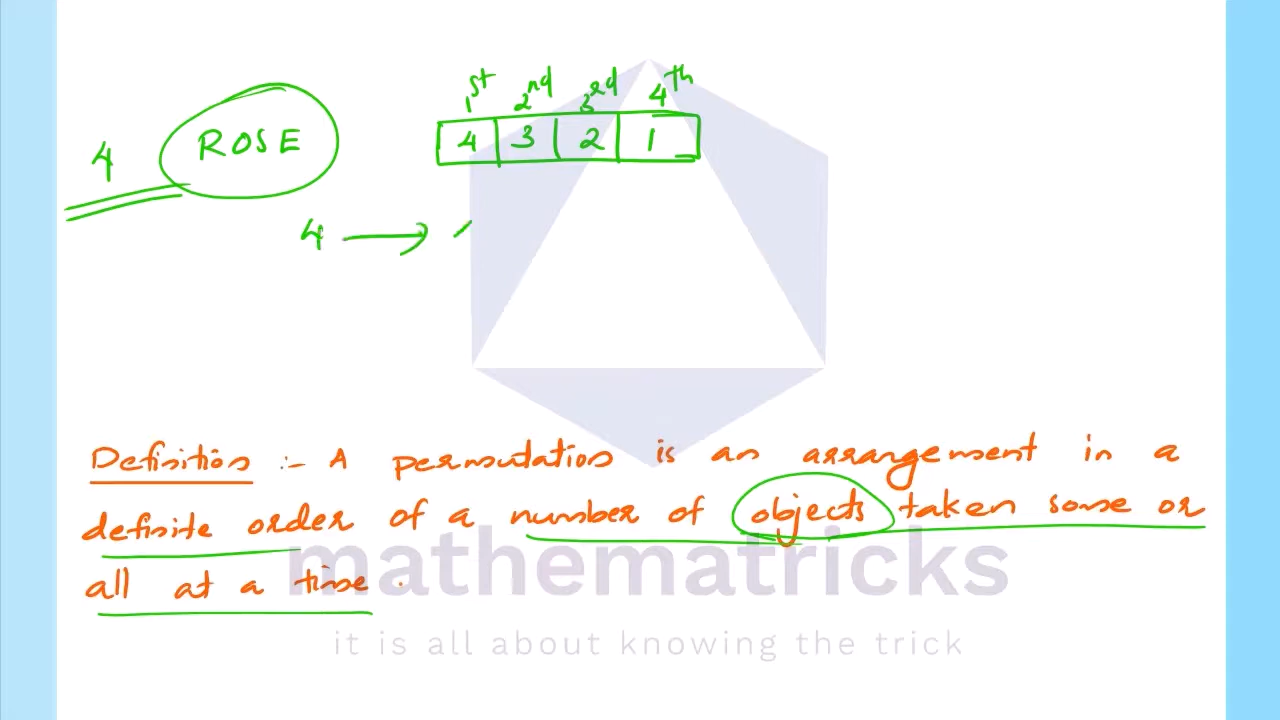 1st 2nd 3rd 4th
4 ROSE 4 3 2 1
4 →
Definition :- A permutation is an arrangement in a
definite order of a number of objects taken some or
all at a time.
mathematricks
it is all about knowing the trick